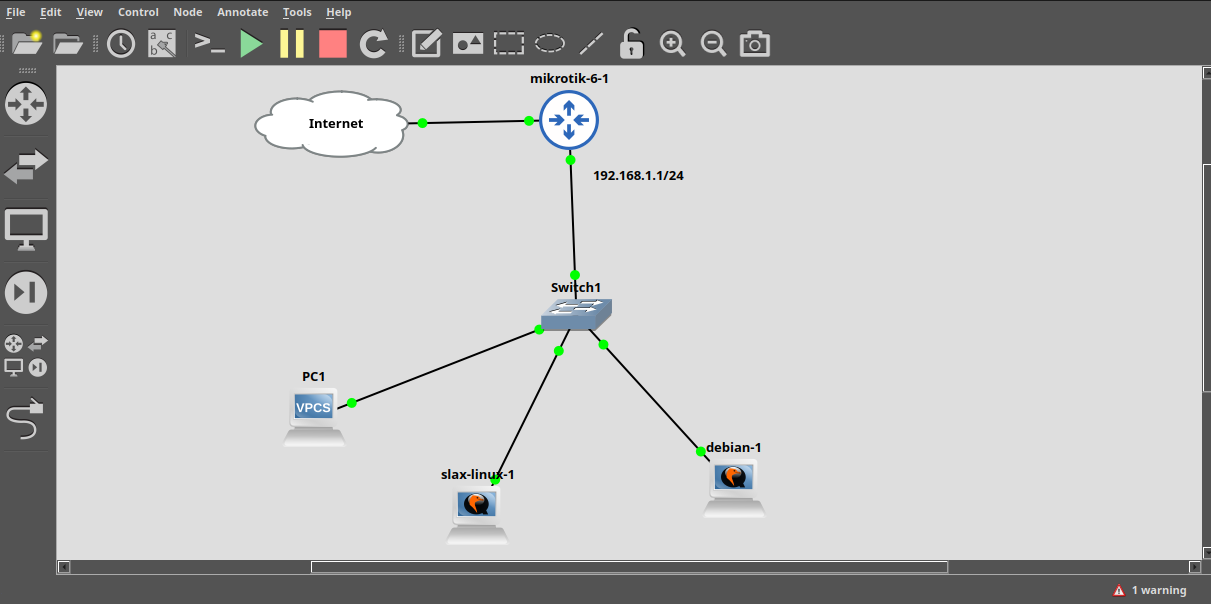 File Edit View Control Node Annotate Tools Help
a c
b
mikrotik-6-1
Internet
192.168.1.1/24
Switch1
PC1
VPCS
debian-1
slax-linux-1
1 warning